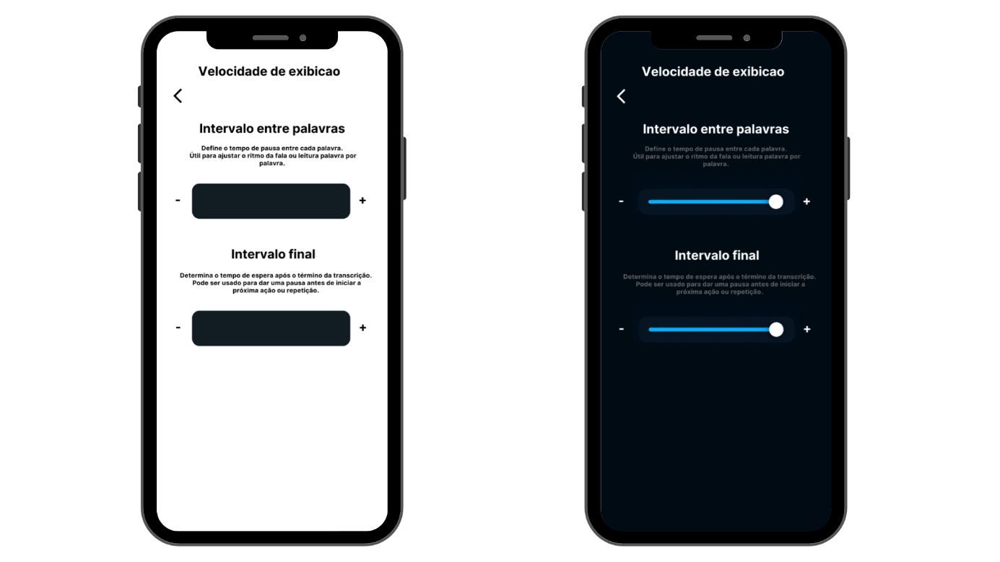 Velocidade de exibicao
Intervalo entre palavras
Define o tempo de pausa entre cada palavra.
Útil para ajustar o ritmo da fala ou leitura palavra por
palavra.
- +
Intervalo final
Determina o tempo de espera após o término da transcrição.
Pode ser usado para dar uma pausa antes de iniciar a
próxima ação ou repetição.
- +
Velocidade de exibicao
Intervalo entre palavras
Define o tempo de pausa entre cada palavra.
Útil para ajustar o ritmo da fala ou leitura palavra por
palavra.
- +
Intervalo final
Determina o tempo de espera após o término da transcrição.
Pode ser usado para dar uma pausa antes de iniciar a
próxima ação ou repetição.
- +